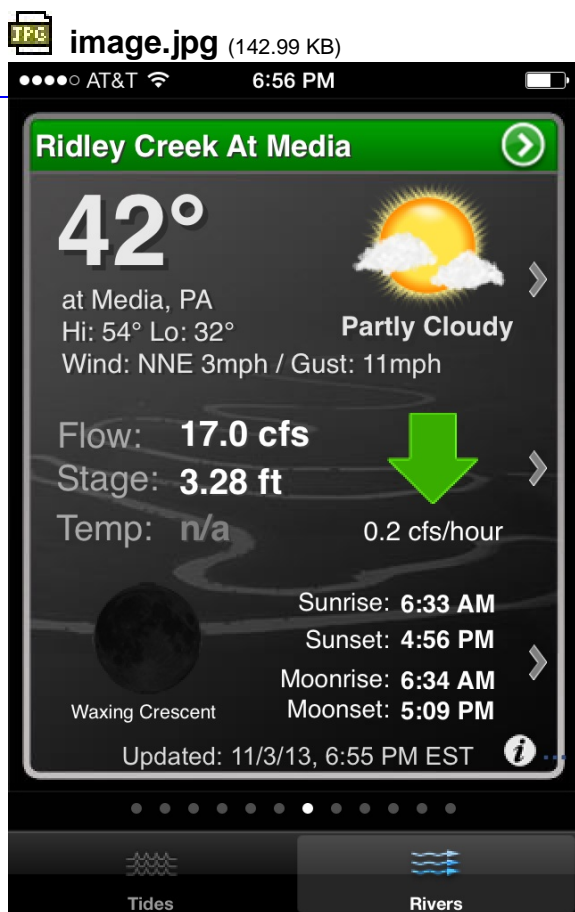 JPG
image.jpg (142.99 KB)
AT&T 6:56 PM
Ridley Creek At Media
42°
at Media, PA
Hi: 54° Lo: 32°
Partly Cloudy
Wind: NNE 3mph / Gust: 11mph
Flow: 17.0 cfs
Stage: 3.28 ft
Temp: n/a
0.2 cfs/hour
Sunrise: 6:33 AM
Sunset: 4:56 PM
Moonrise: 6:34 AM
Waxing Crescent
Moonset: 5:09 PM
Updated: 11/3/13, 6:55 PM EST
i
Tides
Rivers